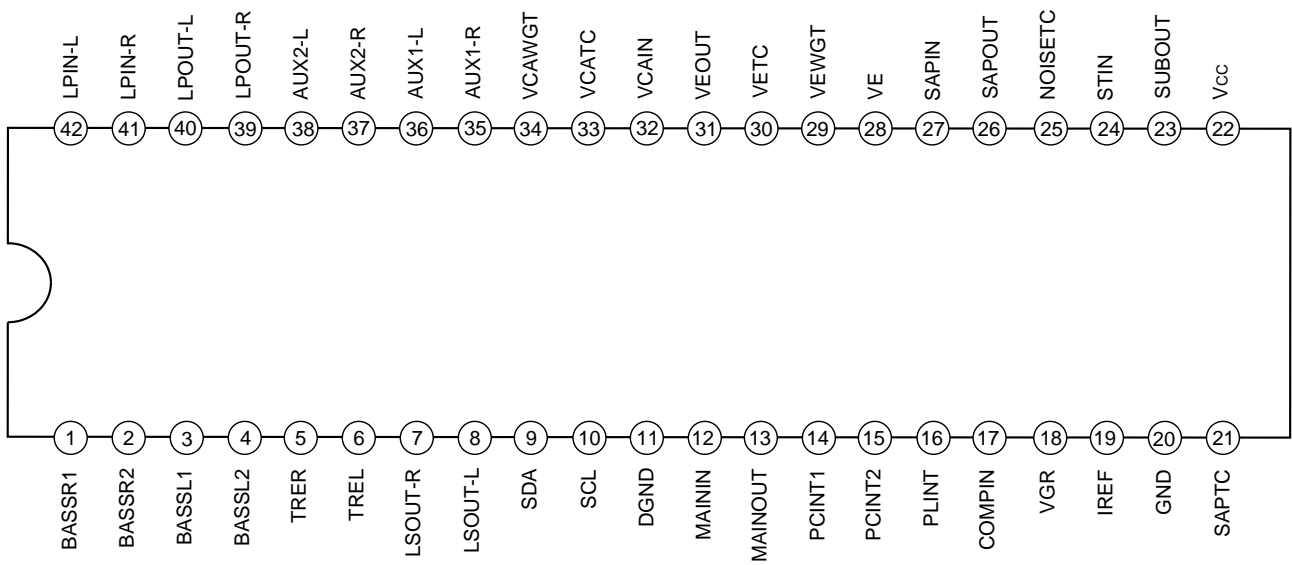 LPIN-L
LPIN-R
LPOUT-L
LPOUT-R
AUX2-L
AUX2-R
AUX1-L
AUX1-R
VCAWGT
VCATC
VCAIN
VEOUT
VETC
VEWGT
VE
SAPIN
SAPOUT
NOISETC
STIN
SUBOUT
Vcc
42 41 40 39 38 37 36 35 34 33 32 31 30 29 28 27 26 25 24 23 22
1 2 3 4 5 6 7 8 9 10 11 12 13 14 15 16 17 18 19 20 21
BASSR1
BASSR2
BASSL1
BASSL2
TRER
TREL
LSOUT-R
LSOUT-L
SDA
SCL
DGND
MAININ
MAINOUT
PCINT1
PCINT2
PLINT
COMPIN
VGR
IREF
GND
SAPTC